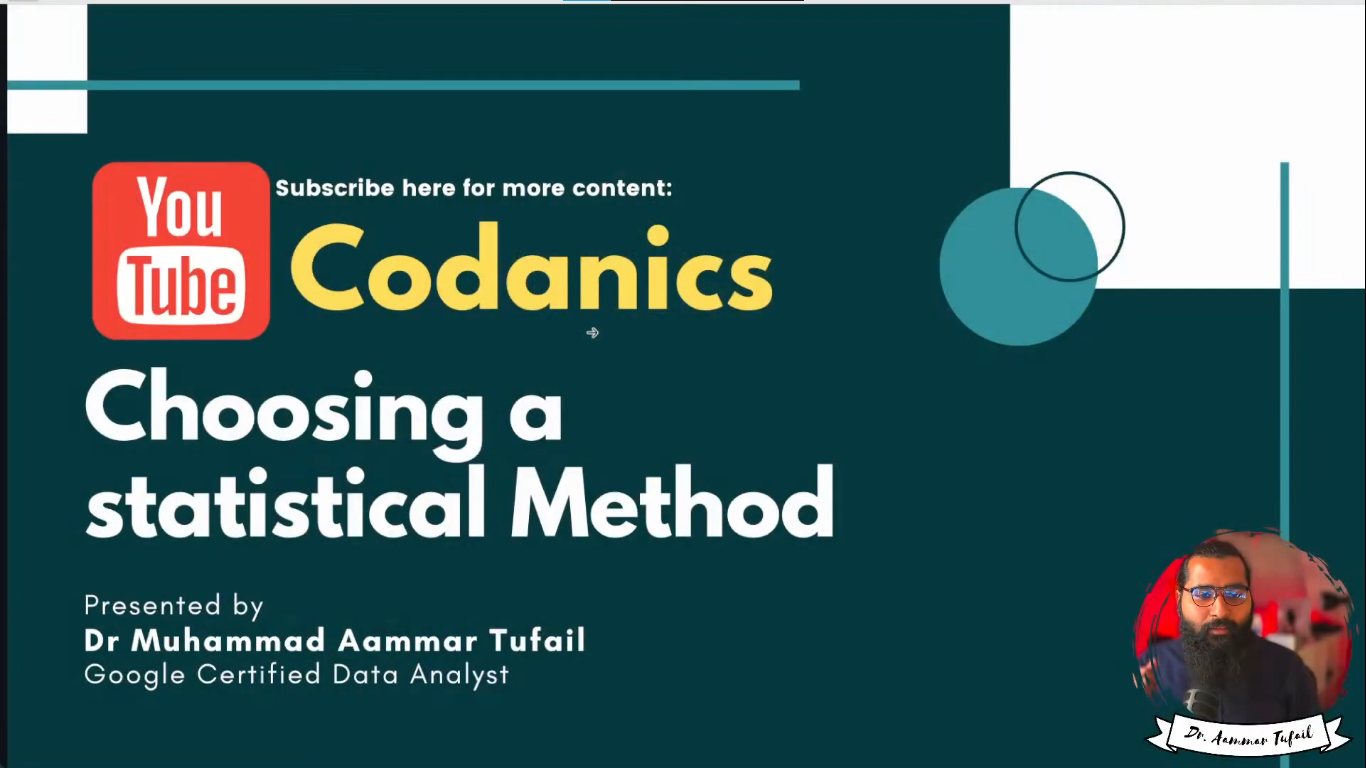 You
Tube
Subscribe here for more content:
Codanics
Choosing a
statistical Method
Presented by
Dr Muhammad Aammar Tufail
Google Certified Data Analyst
Dr. Aammar Tufail